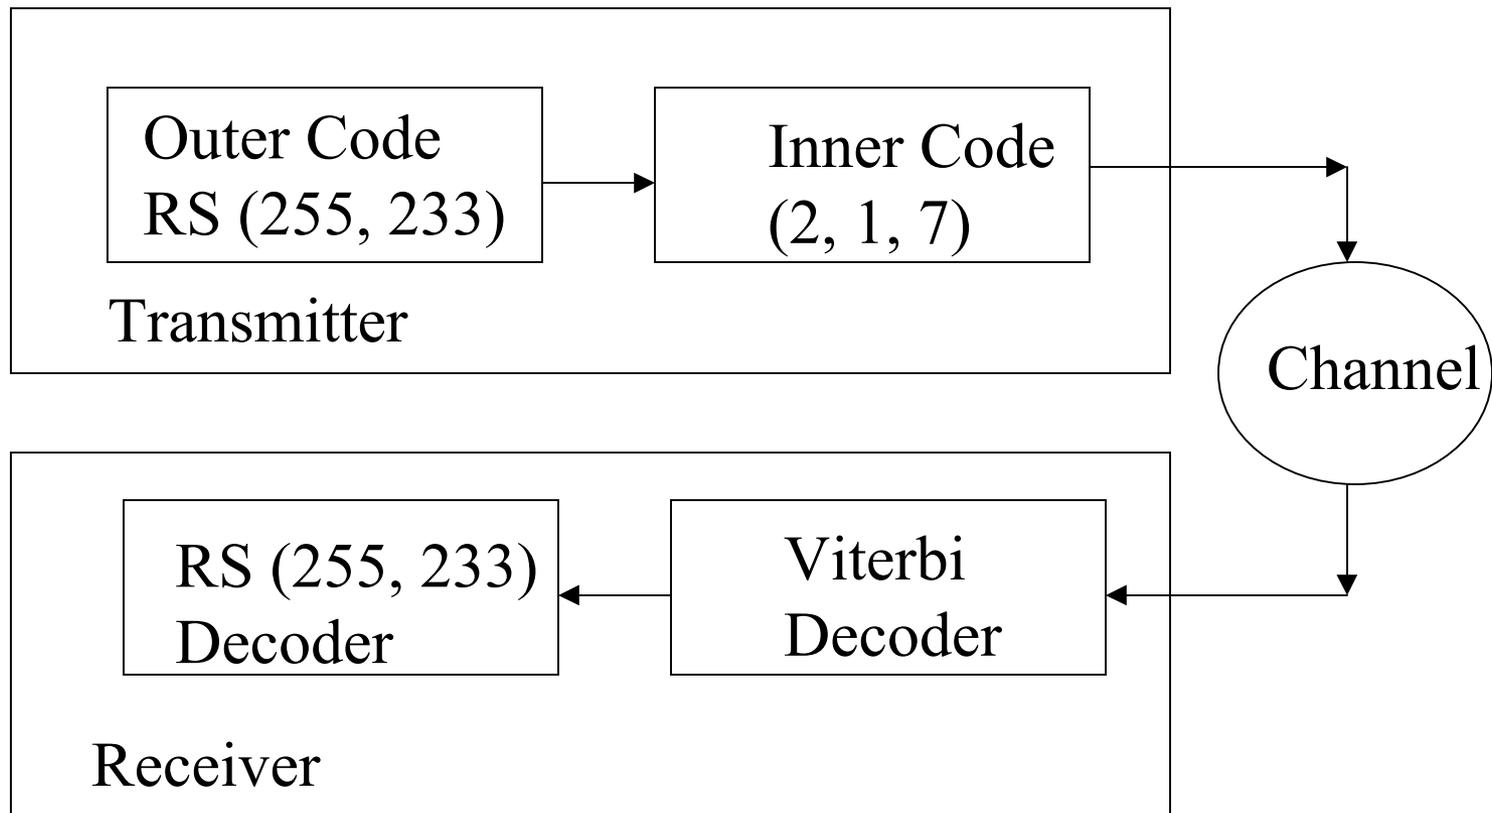 Outer Code
RS (255, 233)
Inner Code
(2, 1, 7)
Transmitter
Channel
RS (255, 233)
Decoder
Viterbi
Decoder
Receiver